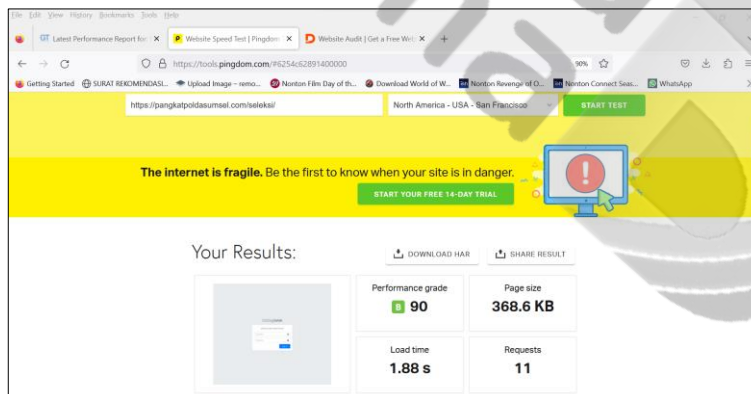 File Edit View History Bookmarks Tools Help
GT Latest Performance Report for: X P Website Speed Test | Pingdom X D Website Audit | Get a Free Web X +
https://tools.pingdom.com/#6254c62891400000 90%
Getting Started SURAT REKOMENDASI... Upload Image – remo... Nonton Film Day of th... Download World of W... Nonton Revenge of O... Nonton Connect Seas... WhatsApp
https://pangkatpoldasumsel.com/seleksi/ North America - USA - San Francisco START TEST
The internet is fragile. Be the first to know when your site is in danger.
START YOUR FREE 14-DAY TRIAL
Your Results: DOWNLOAD HAR SHARE RESULT
Performance grade Page size
B 90 368.6 KB
Load time Requests
1.88 s 11